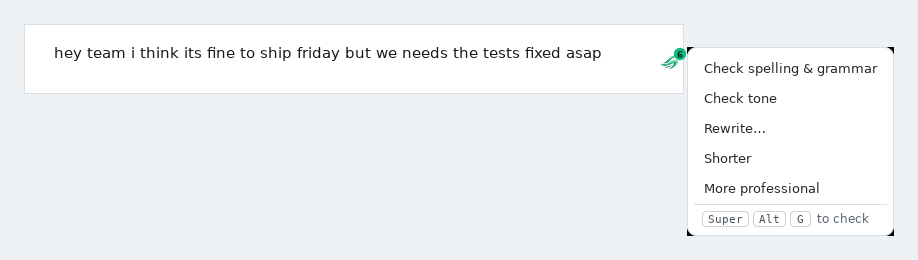 hey team i think its fine to ship friday but we needs the tests fixed asap
6
Check spelling & grammar
Check tone
Rewrite...
Shorter
More professional
Super Alt G to check